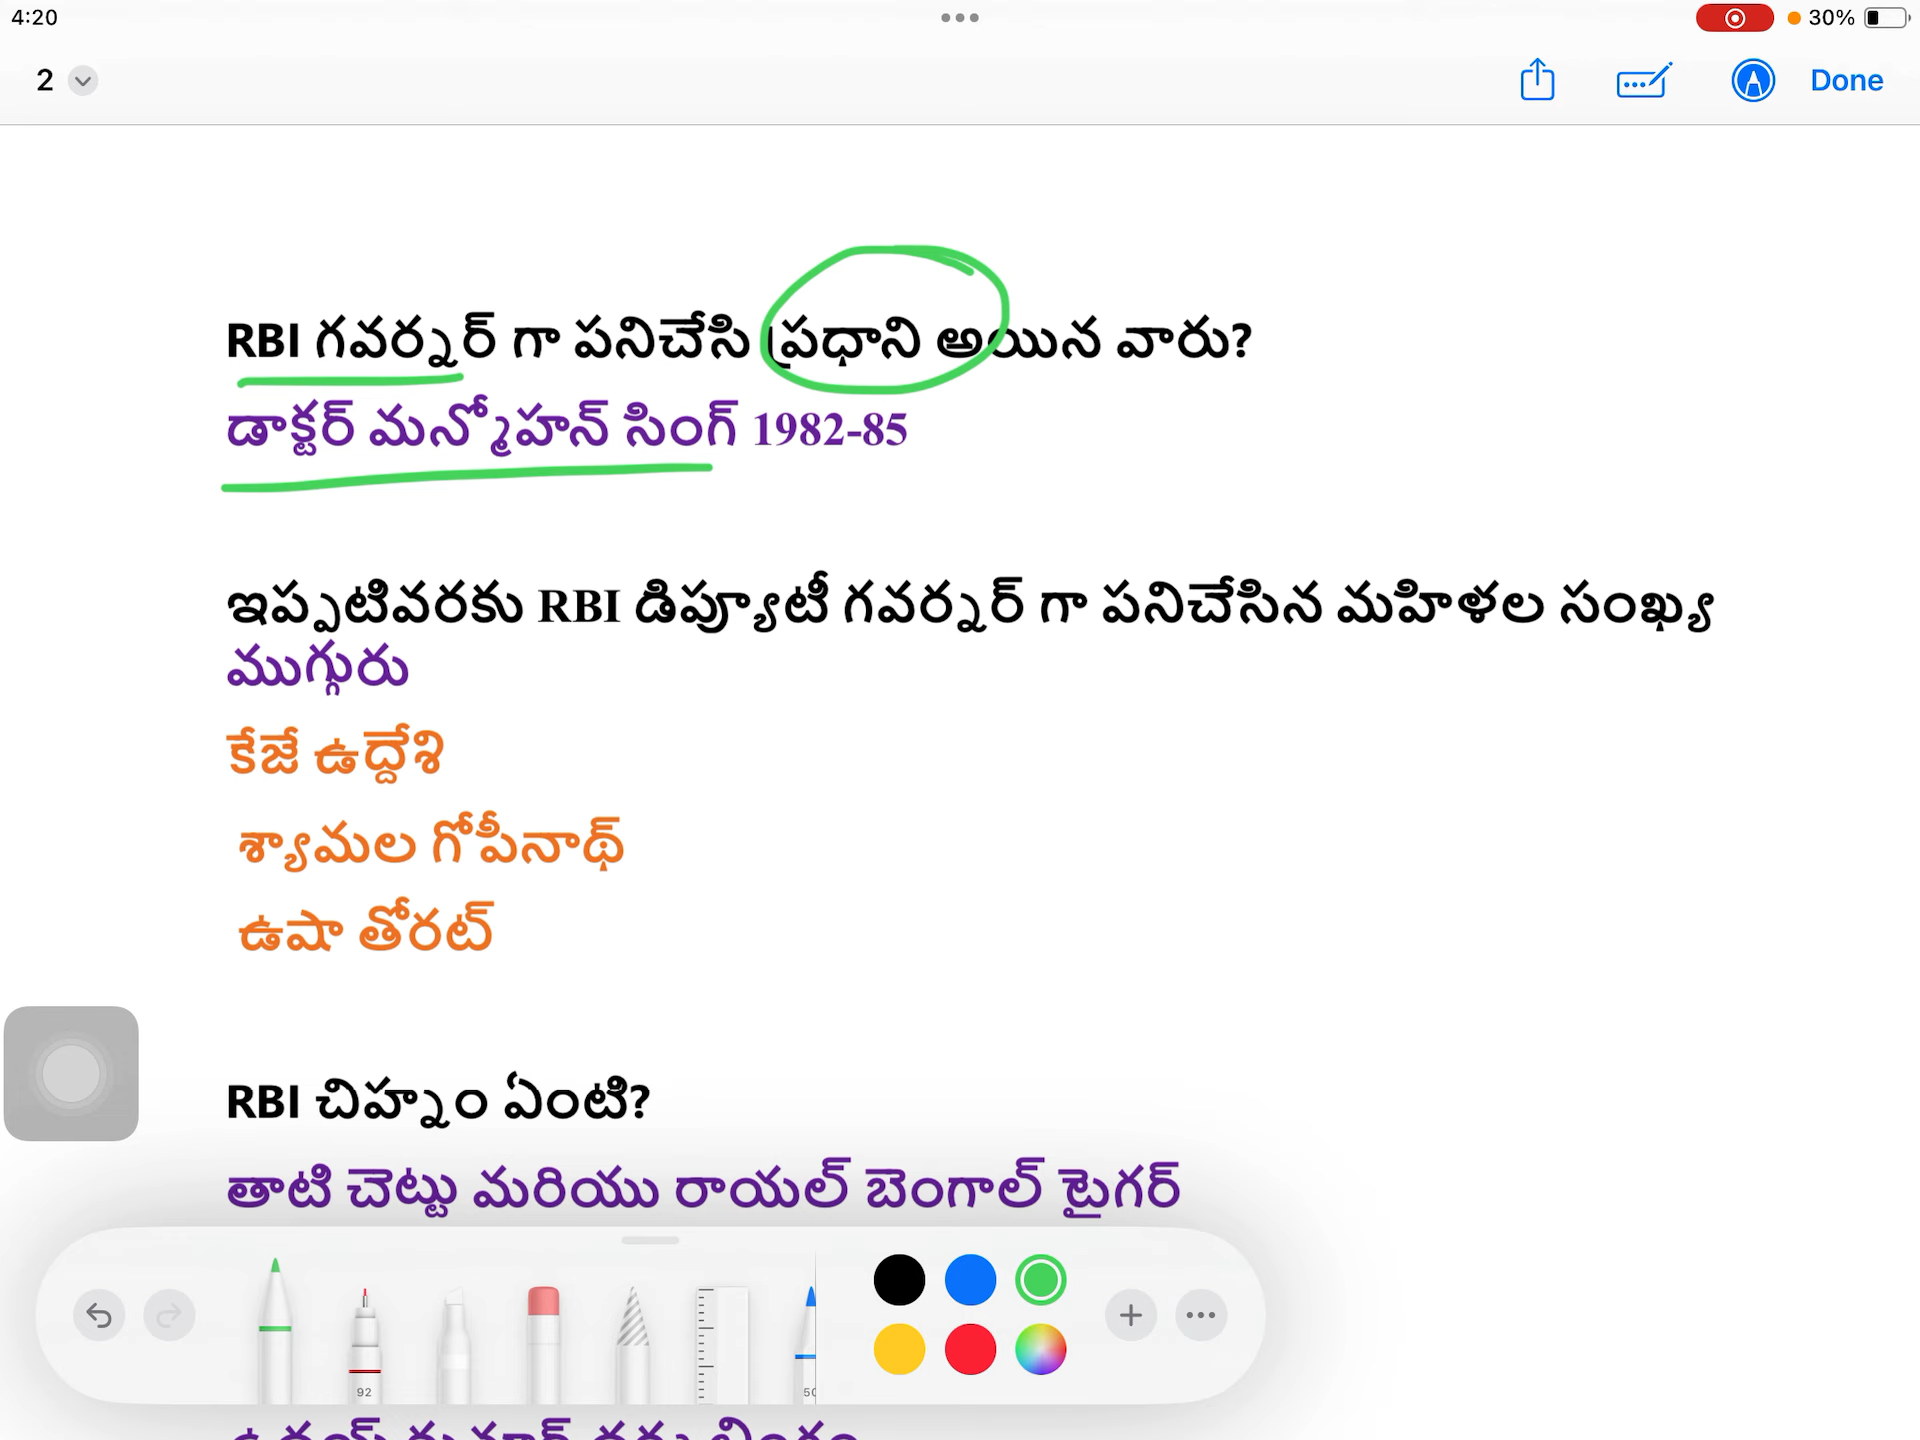 4:20
30%
2
Done
RBI గవర్నర్ గా పనిచేసి ప్రధాని అయిన వారు?
డాక్టర్ మన్మోహన్ సింగ్ 1982-85
ఇప్పటివరకు RBI డిప్యూటీ గవర్నర్ గా పనిచేసిన మహిళల సంఖ్య
ముగ్గురు
కేజే ఉద్దేశి
శ్యామల గోపీనాథ్
ఉషా తోరట్
RBI చిహ్నం ఏంటి?
తాటి చెట్టు మరియు రాయల్ బెంగాల్ టైగర్
92
50